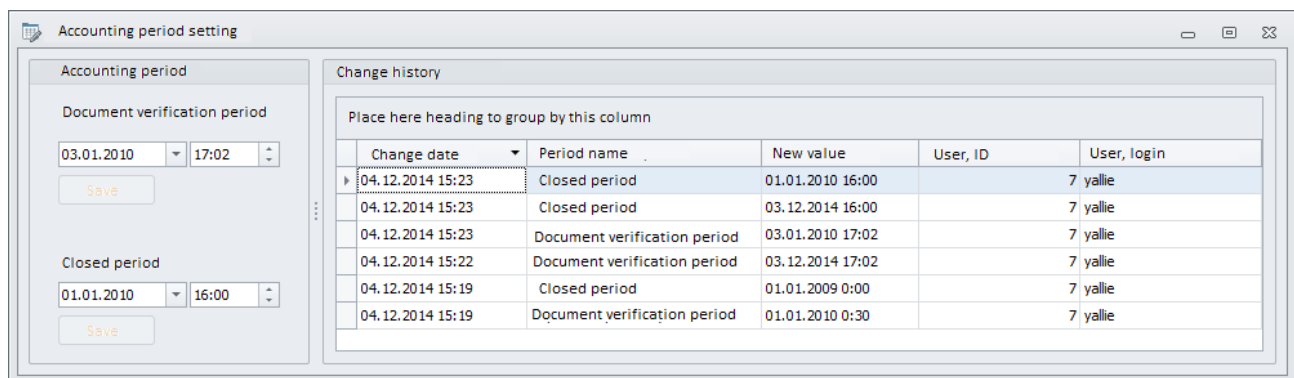 Accounting period setting
Accounting period
Document verification period
03.01.2010 17:02
Save
Closed period
01.01.2010 16:00
Save
Change history
Place here heading to group by this column
Change date Period name New value User, ID User, login
04.12.2014 15:23 Closed period 01.01.2010 16:00 7 yallie
04.12.2014 15:23 Closed period 03.12.2014 16:00 7 yallie
04.12.2014 15:23 Document verification period 03.01.2010 17:02 7 yallie
04.12.2014 15:22 Document verification period 03.12.2014 17:02 7 yallie
04.12.2014 15:19 Closed period 01.01.2009 0:00 7 yallie
04.12.2014 15:19 Document verification period 01.01.2010 0:30 7 yallie